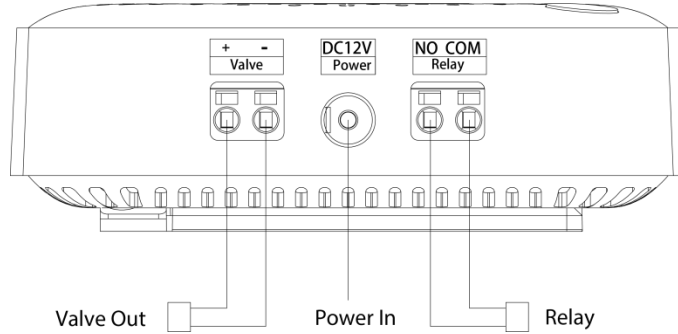 + - DC12V NO COM
Valve Power Relay
Valve Out Power In Relay